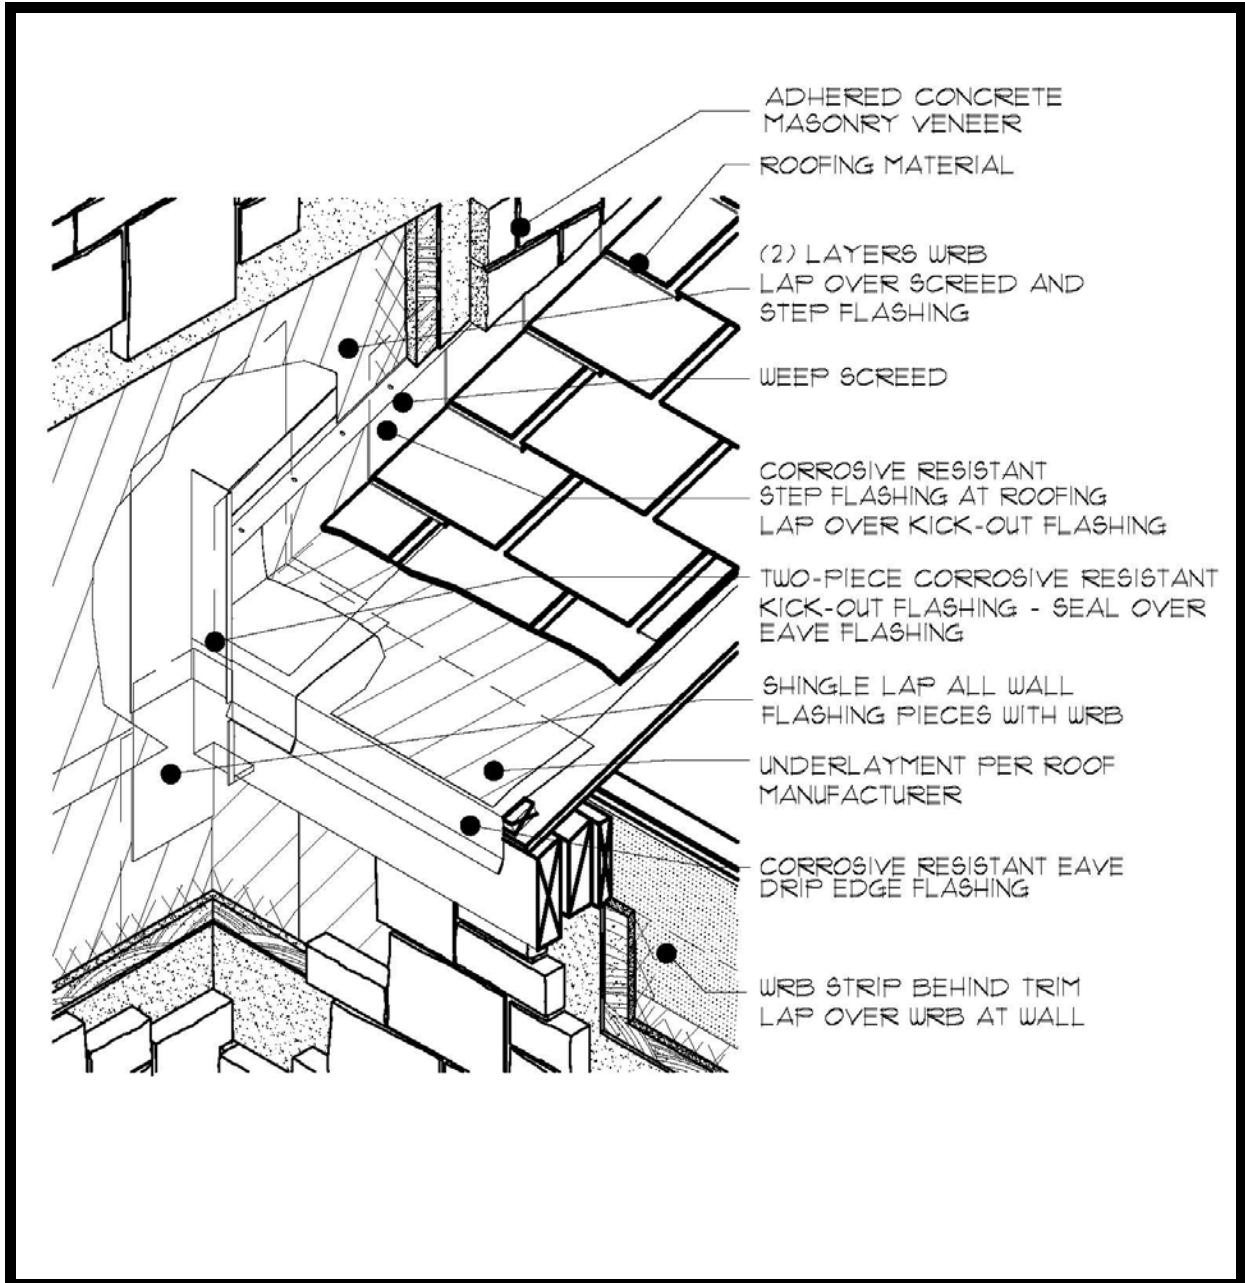 ADHERED CONCRETE
MASONRY VENEER
ROOFING MATERIAL
(2) LAYERS WRB
LAP OVER SCREED AND
STEP FLASHING
WEEP SCREED
CORROSIVE RESISTANT
STEP FLASHING AT ROOFING
LAP OVER KICK-OUT FLASHING
TWO-PIECE CORROSIVE RESISTANT
KICK-OUT FLASHING - SEAL OVER
EAVE FLASHING
SHINGLE LAP ALL WALL
FLASHING PIECES WITH WRB
UNDERLAYMENT PER ROOF
MANUFACTURER
CORROSIVE RESISTANT EAVE
DRIP EDGE FLASHING
WRB STRIP BEHIND TRIM
LAP OVER WRB AT WALL